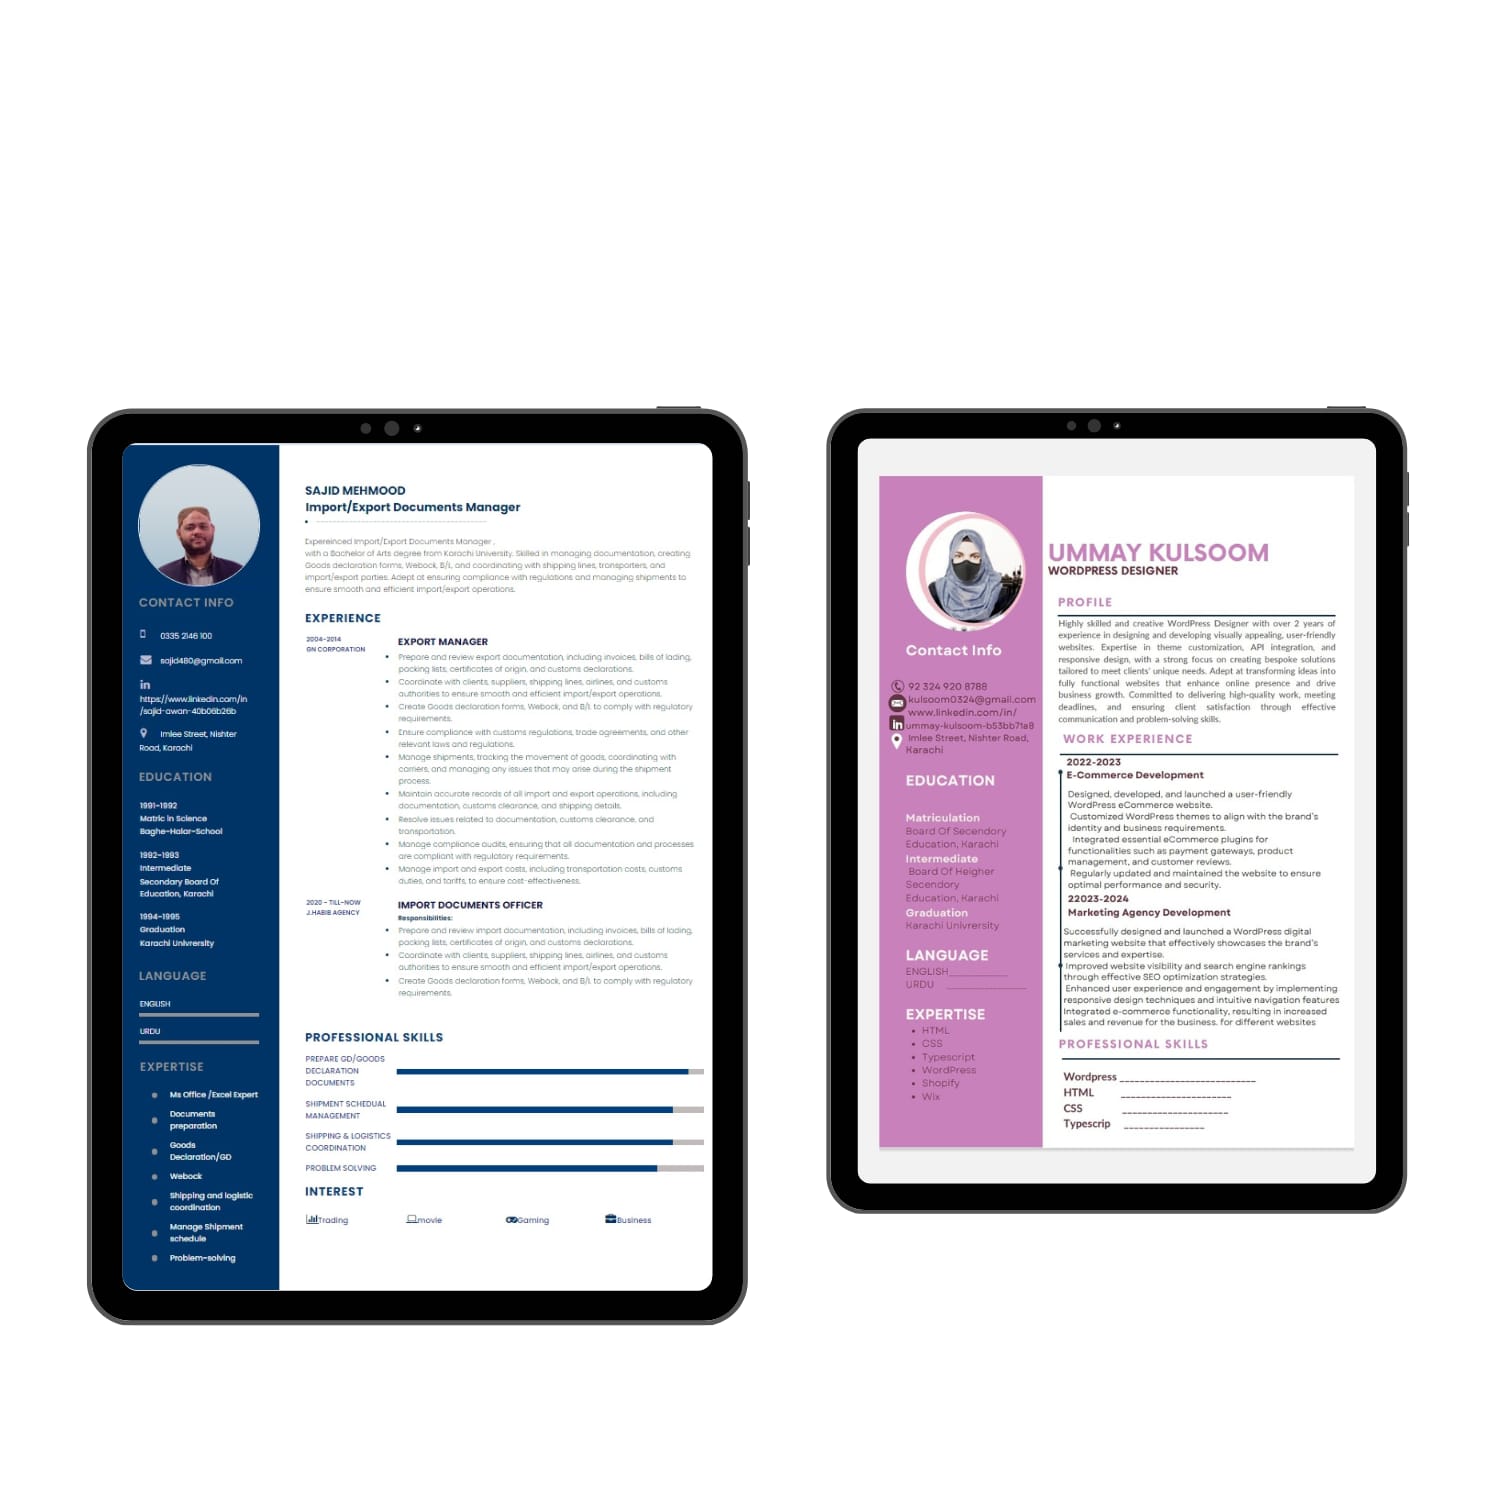 CONTACT INFO
0335 2146 100
sajid480@gmail.com
https://www.linkedin.com/in
/sajid-awan-40b06b26b
Imlee Street, Nishter
Road, Karachi
EDUCATION
1991-1992
Matric in Science
Baghe-Halar-School
1992-1993
Intermediate
Secondary Board Of
Education, Karachi
1994-1995
Graduation
Karachi Univrersity
LANGUAGE
ENGLISH
URDU
EXPERTISE
Ms Office /Excel Expert
Documents
preparation
Goods
Declaration/GD
Webock
Shipping and logistic
coordination
Manage Shipment
schedule
Problem-solving
SAJID MEHMOOD
Import/Export Documents Manager
Expereinced Import/Export Documents Manager ,
with a Bachelor of Arts degree from Karachi University. Skilled in managing documentation, creating
Goods declaration forms, Webock, B/L, and coordinating with shipping lines, transporters, and
import/export parties. Adept at ensuring compliance with regulations and managing shipments to
ensure smooth and efficient import/export operations.
EXPERIENCE
2004-2014
GN CORPORATION
EXPORT MANAGER
Prepare and review export documentation, including invoices, bills of lading,
packing lists, certificates of origin, and customs declarations.
Coordinate with clients, suppliers, shipping lines, airlines, and customs
authorities to ensure smooth and efficient import/export operations.
Create Goods declaration forms, Webock, and B/L to comply with regulatory
requirements.
Ensure compliance with customs regulations, trade agreements, and other
relevant laws and regulations.
Manage shipments, tracking the movement of goods, coordinating with
carriers, and managing any issues that may arise during the shipment
process.
Maintain accurate records of all import and export operations, including
documentation, customs clearance, and shipping details.
Resolve issues related to documentation, customs clearance, and
transportation.
Manage compliance audits, ensuring that all documentation and processes
are compliant with regulatory requirements.
Manage import and export costs, including transportation costs, customs
duties, and tariffs, to ensure cost-effectiveness.
2020 - TILL-NOW
J.HABIB AGENCY
IMPORT DOCUMENTS OFFICER
Responsibilities:
Prepare and review import documentation, including invoices, bills of lading,
packing lists, certificates of origin, and customs declarations.
Coordinate with clients, suppliers, shipping lines, airlines, and customs
authorities to ensure smooth and efficient import/export operations.
Create Goods declaration forms, Webock, and B/L to comply with regulatory
requirements.
PROFESSIONAL SKILLS
PREPARE GD/GOODS
DECLARATION
DOCUMENTS
SHIPMENT SCHEDUAL
MANAGEMENT
SHIPPING & LOGISTICS
COORDINATION
PROBLEM SOLVING
INTEREST
Trading
movie
Gaming
Business
Contact Info
92 324 920 8788
kulsoom0324@gmail.com
www.linkedin.com/in/
ummay-kulsoom-b53bb71a8
Imlee Street, Nishter Road,
Karachi
EDUCATION
Matriculation
Board Of Secendory
Education, Karachi
Intermediate
Board Of Heigher
Secendory
Education, Karachi
Graduation
Karachi Univrersity
LANGUAGE
ENGLISH____________
URDU ________________
EXPERTISE
HTML
CSS
Typescript
WordPress
Shopify
Wix
UMMAY KULSOOM
WORDPRESS DESIGNER
PROFILE
Highly skilled and creative WordPress Designer with over 2 years of
experience in designing and developing visually appealing, user-friendly
websites. Expertise in theme customization, API integration, and
responsive design, with a strong focus on creating bespoke solutions
tailored to meet clients' unique needs. Adept at transforming ideas into
fully functional websites that enhance online presence and drive
business growth. Committed to delivering high-quality work, meeting
deadlines, and ensuring client satisfaction through effective
communication and problem-solving skills.
WORK EXPERIENCE
2022-2023
E-Commerce Development
Designed, developed, and launched a user-friendly
WordPress eCommerce website.
Customized WordPress themes to align with the brand's
identity and business requirements.
Integrated essential eCommerce plugins for
functionalities such as payment gateways, product
management, and customer reviews.
Regularly updated and maintained the website to ensure
optimal performance and security.
22023-2024
Marketing Agency Development
Successfully designed and launched a WordPress digital
marketing website that effectively showcases the brand's
services and expertise.
Improved website visibility and search engine rankings
through effective SEO optimization strategies.
Enhanced user experience and engagement by implementing
responsive design techniques and intuitive navigation features
Integrated e-commerce functionality, resulting in increased
sales and revenue for the business. for different websites
PROFESSIONAL SKILLS
Wordpress ___________________________
HTML ______________________
CSS _____________________
Typescrip ________________